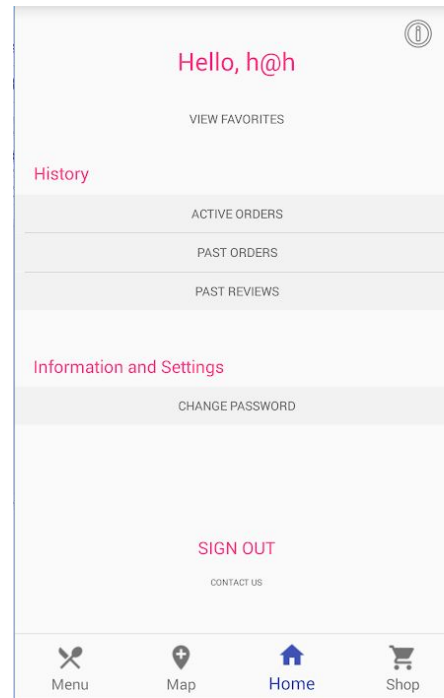 Hello, h@h
VIEW FAVORITES
History
ACTIVE ORDERS
PAST ORDERS
PAST REVIEWS
Information and Settings
CHANGE PASSWORD
SIGN OUT
CONTACT US
Menu Map Home Shop